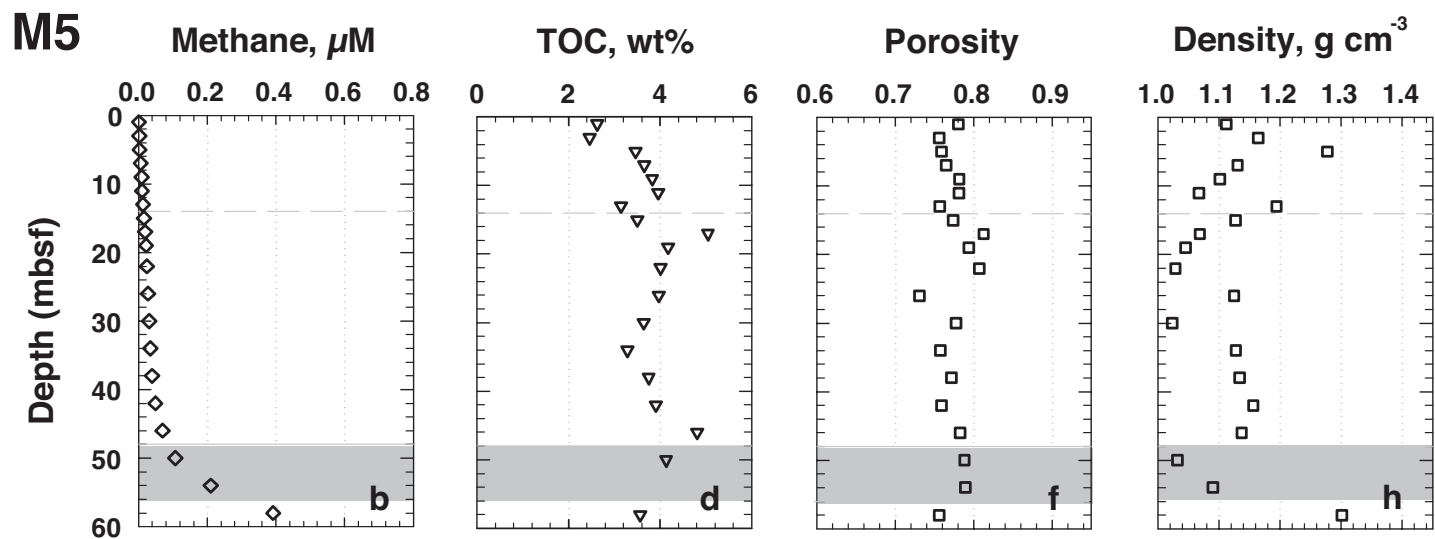 M5
Methane, µM
TOC, wt%
Porosity
Density, g cm-3
0.0 0.2 0.4 0.6 0.8
0 2 4 6
0.6 0.7 0.8 0.9
1.0 1.1 1.2 1.3 1.4
Depth (mbsf)
0
10
20
30
40
50
60
b
d
f
h